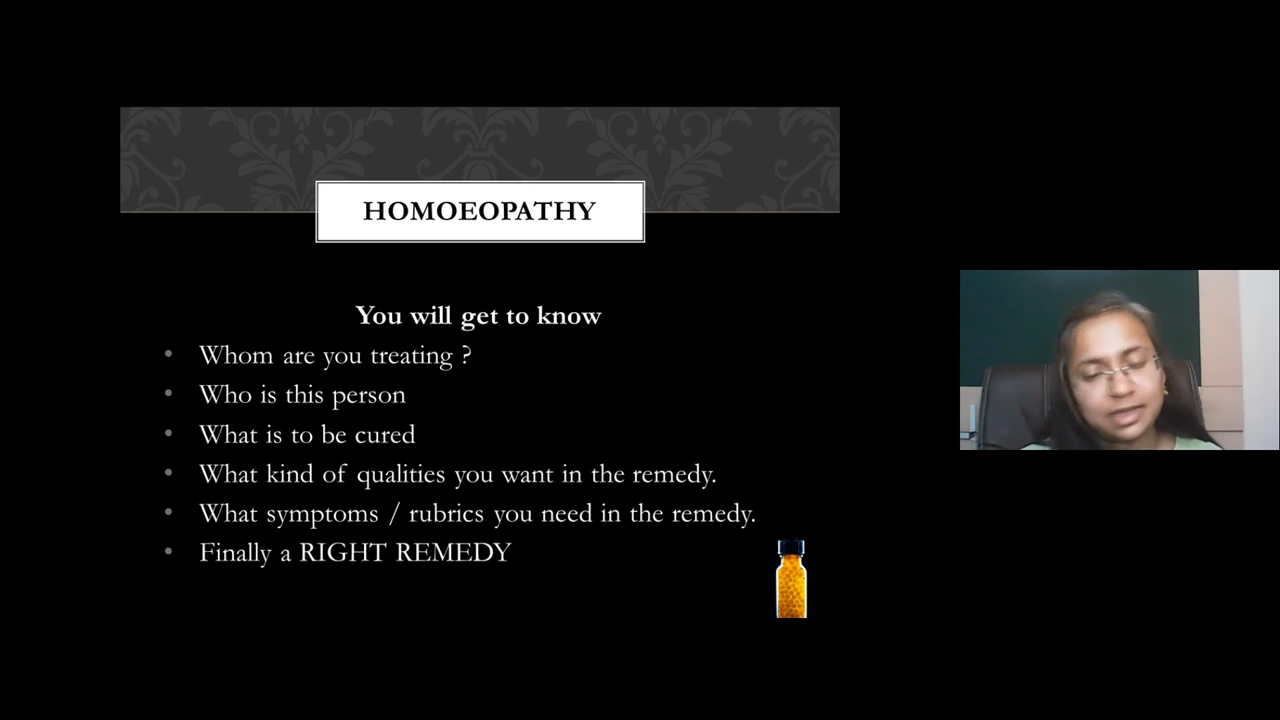 HOMOEOPATHY
You will get to know
• Whom are you treating ?
• Who is this person
• What is to be cured
• What kind of qualities you want in the remedy.
• What symptoms / rubrics you need in the remedy.
• Finally a RIGHT REMEDY